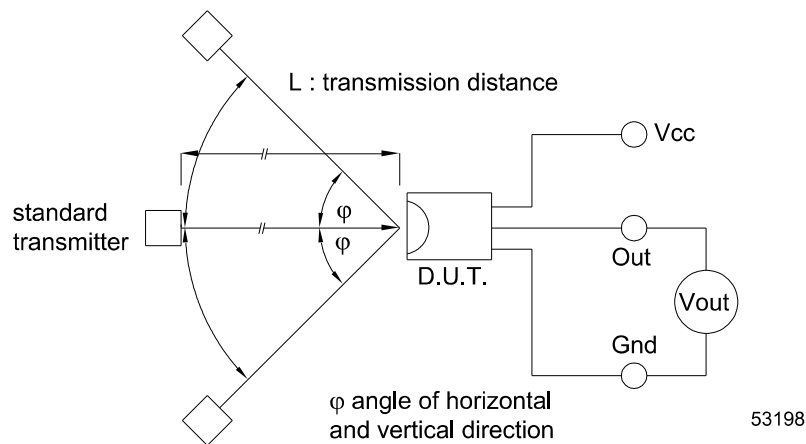 L : transmission distance
Vcc
standard
transmitter
φ
φ
D.U.T.
Out
Vout
Gnd
φ angle of horizontal
and vertical direction
53198